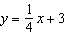 y = 1/4 x + 3